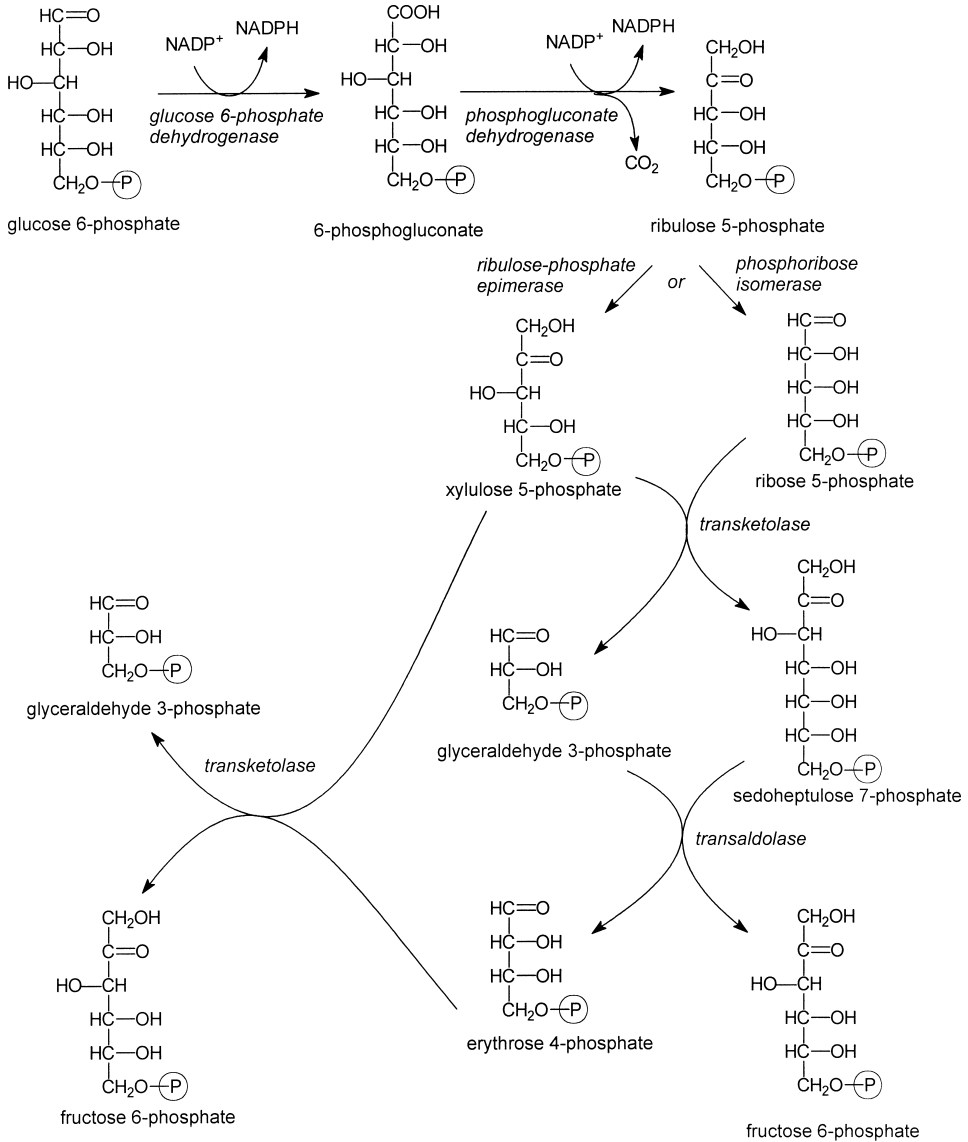 HC=O
HC—OH
HO—CH
HC—OH
HC—OH
CH₂O—P
glucose 6-phosphate
NADP⁺
NADPH
glucose 6-phosphate
dehydrogenase
COOH
HC—OH
HO—CH
HC—OH
HC—OH
CH₂O—P
6-phosphogluconate
NADP⁺
NADPH
phosphogluconate
dehydrogenase
CO₂
CH₂OH
C=O
HC—OH
HC—OH
CH₂O—P
ribulose 5-phosphate
ribulose-phosphate
epimerase
or
phosphoribose
isomerase
CH₂OH
C=O
HO—CH
HC—OH
CH₂O—P
xylulose 5-phosphate
HC=O
HC—OH
HC—OH
HC—OH
CH₂O—P
ribose 5-phosphate
transketolase
HC=O
HC—OH
CH₂O—P
glyceraldehyde 3-phosphate
HC=O
HC—OH
CH₂O—P
glyceraldehyde 3-phosphate
CH₂OH
C=O
HO—CH
HC—OH
HC—OH
HC—OH
CH₂O—P
sedoheptulose 7-phosphate
transketolase
transaldolase
CH₂OH
C=O
HO—CH
HC—OH
HC—OH
CH₂O—P
fructose 6-phosphate
HC=O
HC—OH
HC—OH
CH₂O—P
erythrose 4-phosphate
CH₂OH
C=O
HO—CH
HC—OH
HC—OH
CH₂O—P
fructose 6-phosphate